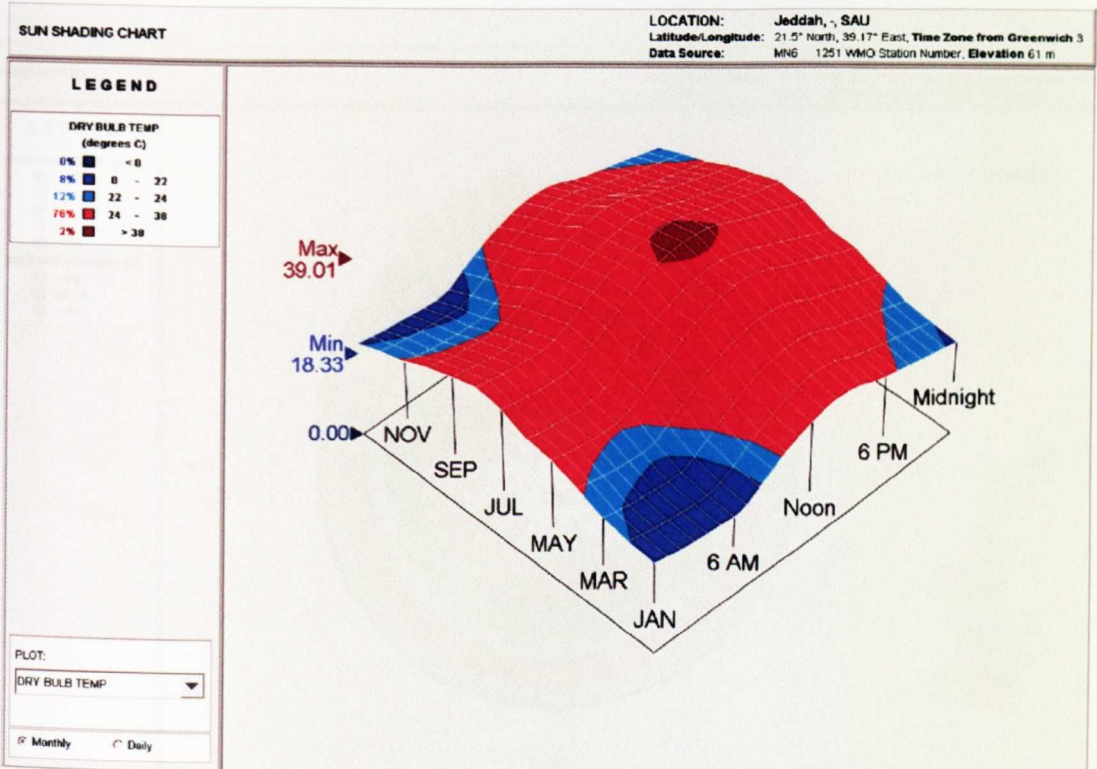 SUN SHADING CHART
LOCATION: Jeddah, -, SAU
Latitude/Longitude: 21.5° North, 39.17° East, Time Zone from Greenwich 3
Data Source: MN6 1251 WMO Station Number, Elevation 61 m
LEGEND
DRY BULB TEMP
(degrees C)
0% < 0
8% 0 - 22
12% 22 - 24
76% 24 - 38
2% > 38
Max
39.01
Min
18.33
0.00
NOV
SEP
JUL
MAY
MAR
JAN
6 AM
Noon
6 PM
Midnight
PLOT:
DRY BULB TEMP
Monthly Daily